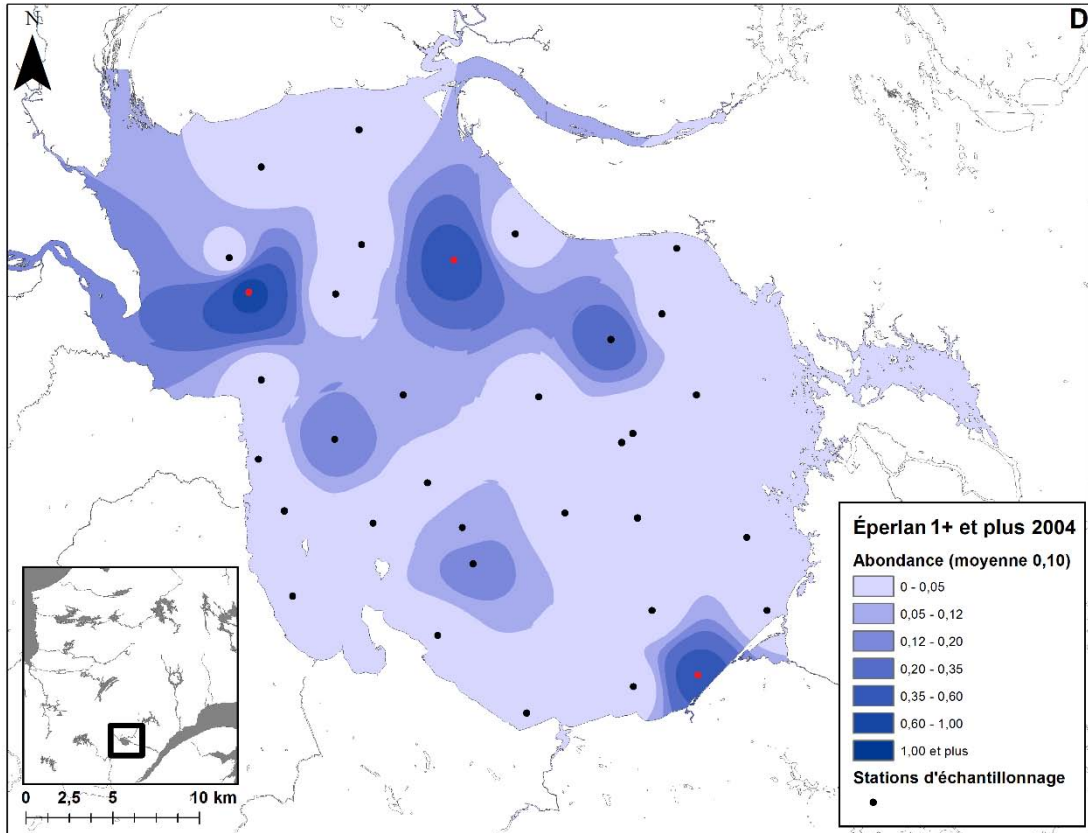 N
D
Éperlan 1+ et plus 2004
Abondance (moyenne 0,10)
0 - 0,05
0,05 - 0,12
0,12 - 0,20
0,20 - 0,35
0,35 - 0,60
0,60 - 1,00
1,00 et plus
Stations d'échantillonnage
0 2,5 5 10 km